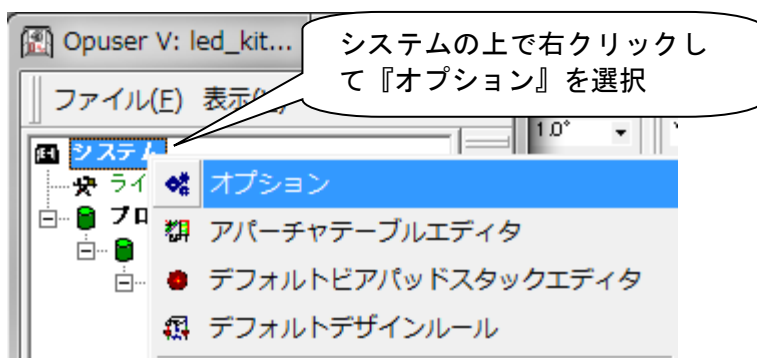 Opuser V: led_kit...
システムの上で右クリックし
て『オプション』を選択
ファイル(F) 表示(
1.0°
システム
ライ
オプション
プロ
アパーチャテーブルエディタ
デフォルトビアパッドスタックエディタ
デフォルトデザインルール